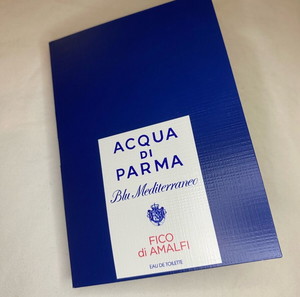 ACQUA
DI
PARMA
Blu Mediterraneo
FICO
di AMALFI
EAU DE TOILETTE